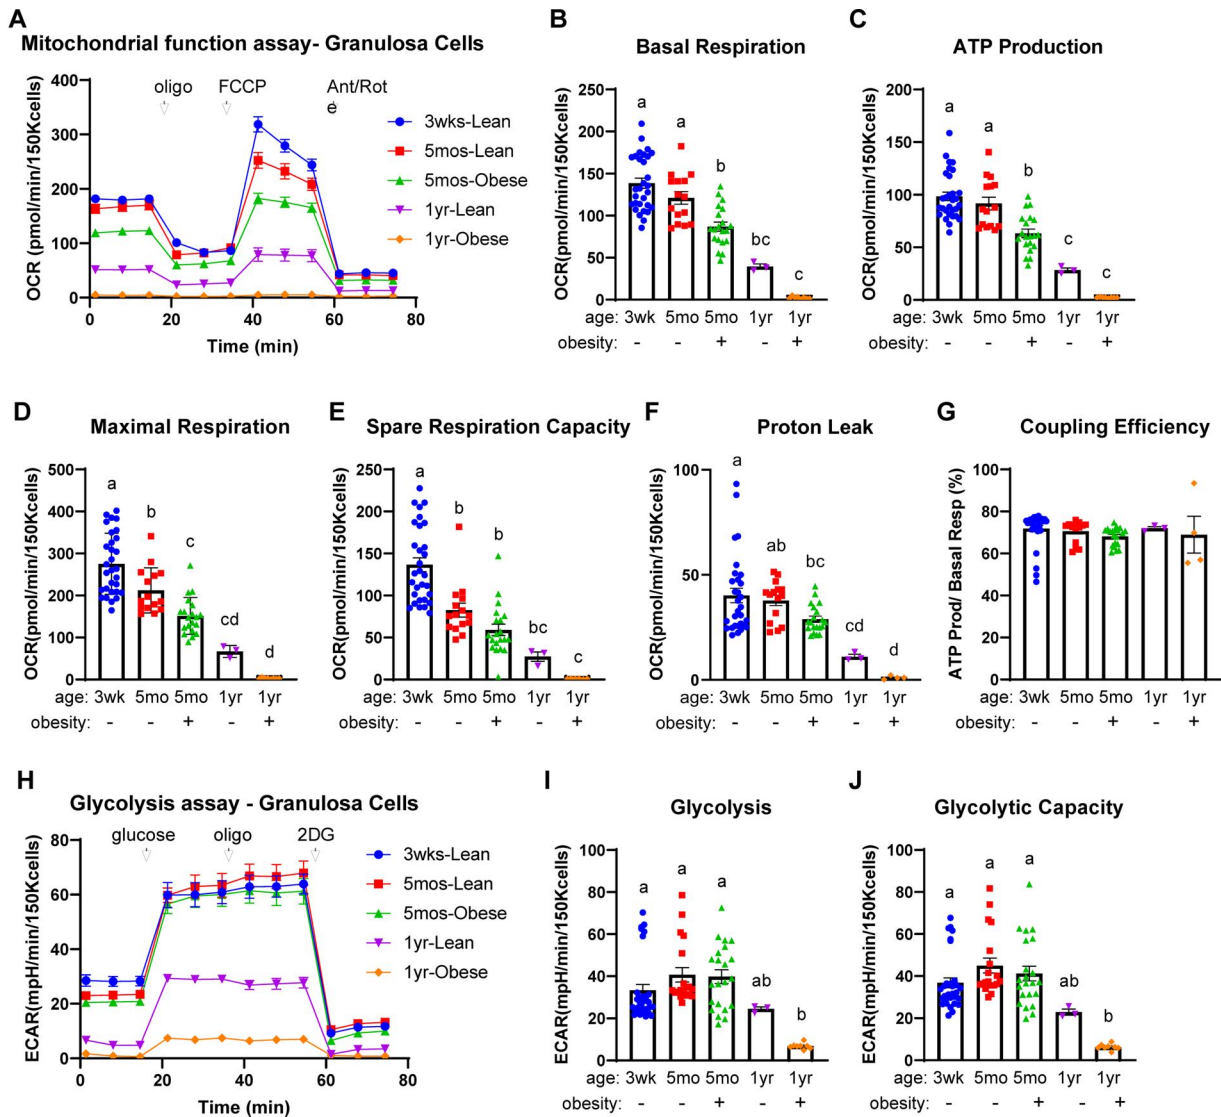 A
Mitochondrial function assay- Granulosa Cells
OCR (pmol/min/150Kcells)
400
300
200
100
0
oligo
FCCP
Ant/Rot
e
3wks-Lean
5mos-Lean
5mos-Obese
1yr-Lean
1yr-Obese
0 20 40 60 80
Time (min)
B
Basal Respiration
OCR(pmol/min/150Kcells)
250
200
150
100
50
0
a a b bc c
age: 3wk 5mo 5mo 1yr 1yr
obesity: - - + - +
C
ATP Production
OCR(pmol/min/150Kcells)
200
150
100
50
0
a a b c c
age: 3wk 5mo 5mo 1yr 1yr
obesity: - - + - +
D
Maximal Respiration
OCR(pmol/min/150Kcells)
500
400
300
200
100
0
a b c cd d
age: 3wk 5mo 5mo 1yr 1yr
obesity: - - + - +
E
Spare Respiration Capacity
OCR(pmol/min/150Kcells)
250
200
150
100
50
0
a b b bc c
age: 3wk 5mo 5mo 1yr 1yr
obesity: - - + - +
F
Proton Leak
OCR(pmol/min/150Kcells)
100
50
0
a ab bc cd d
age: 3wk 5mo 5mo 1yr 1yr
obesity: - - + - +
G
Coupling Efficiency
ATP Prod/ Basal Resp (%)
100
80
60
40
20
0
age: 3wk 5mo 5mo 1yr 1yr
obesity: - - + - +
H
Glycolysis assay - Granulosa Cells
ECAR(mpH/min/150Kcells)
80
60
40
20
0
glucose
oligo
2DG
3wks-Lean
5mos-Lean
5mos-Obese
1yr-Lean
1yr-Obese
0 20 40 60 80
Time (min)
I
Glycolysis
ECAR(mpH/min/150Kcells)
100
80
60
40
20
0
a a a ab b
age: 3wk 5mo 5mo 1yr 1yr
obesity: - - + - +
J
Glycolytic Capacity
ECAR(mpH/min/150Kcells)
100
80
60
40
20
0
a a a ab b
age: 3wk 5mo 5mo 1yr 1yr
obesity: - - + - +